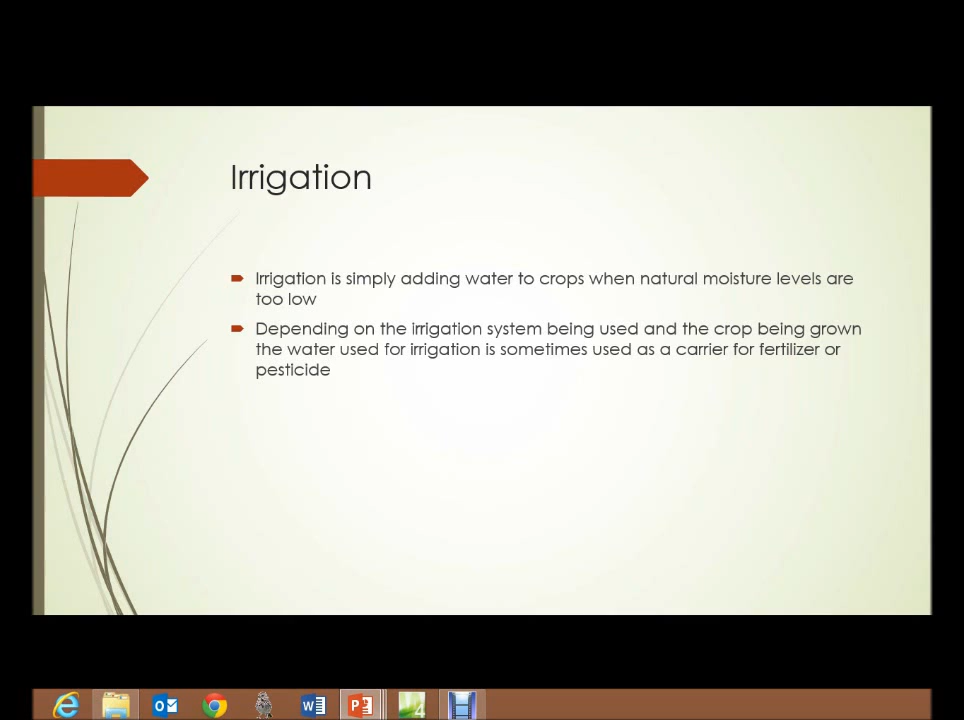 Irrigation
Irrigation is simply adding water to crops when natural moisture levels are
too low
Depending on the irrigation system being used and the crop being grown
the water used for irrigation is sometimes used as a carrier for fertilizer or
pesticide